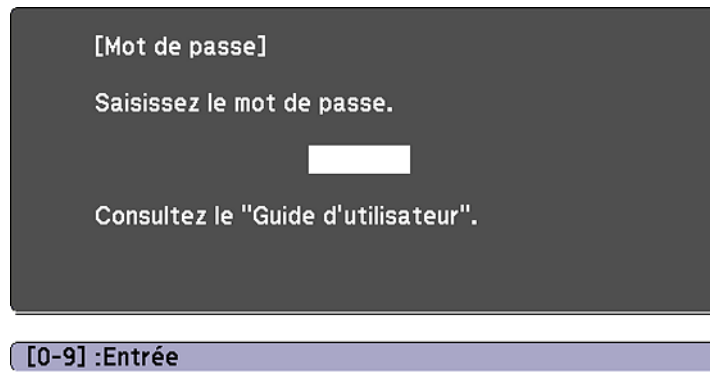 [Mot de passe]
Saisissez le mot de passe.
Consultez le "Guide d'utilisateur".
[0-9] :Entrée